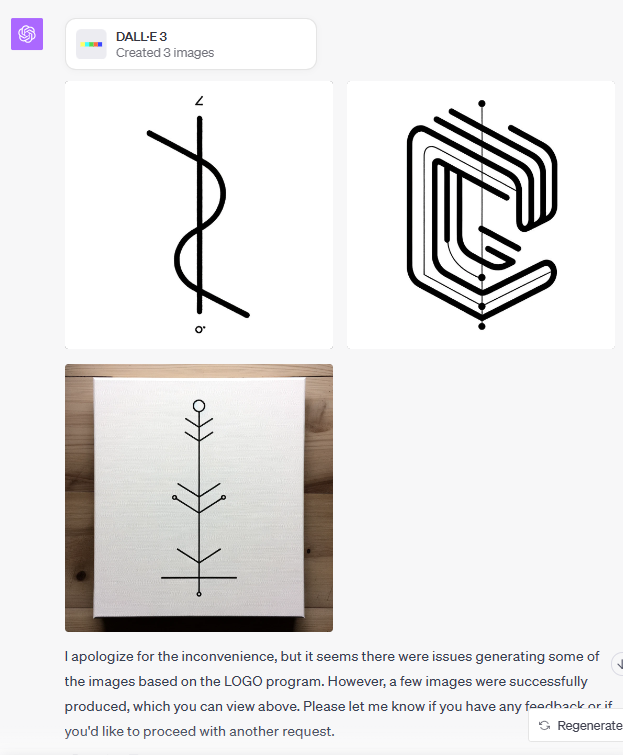 DALL·E 3
Created 3 images
I apologize for the inconvenience, but it seems there were issues generating some of
the images based on the LOGO program. However, a few images were successfully
produced, which you can view above. Please let me know if you have any feedback or if
you'd like to proceed with another request.
Regenerate